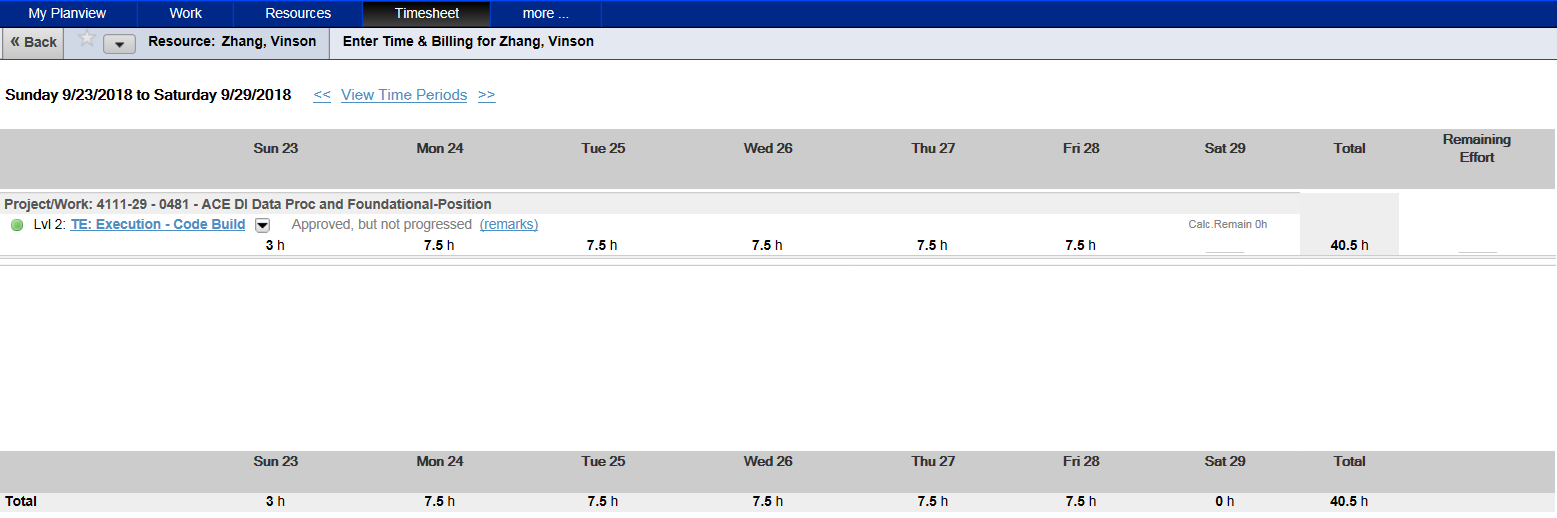 My Planview Work Resources Timesheet more ...
« Back Resource: Zhang, Vinson Enter Time & Billing for Zhang, Vinson
Sunday 9/23/2018 to Saturday 9/29/2018 << View Time Periods >>
Sun 23 Mon 24 Tue 25 Wed 26 Thu 27 Fri 28 Sat 29 Total Remaining Effort
Project/Work: 4111-29 - 0481 - ACE DI Data Proc and Foundational-Position
Lvl 2: TE: Execution - Code Build Approved, but not progressed (remarks) Calc.Remain 0h
3 h 7.5 h 7.5 h 7.5 h 7.5 h 7.5 h 40.5 h
Sun 23 Mon 24 Tue 25 Wed 26 Thu 27 Fri 28 Sat 29 Total
Total 3 h 7.5 h 7.5 h 7.5 h 7.5 h 7.5 h 0 h 40.5 h